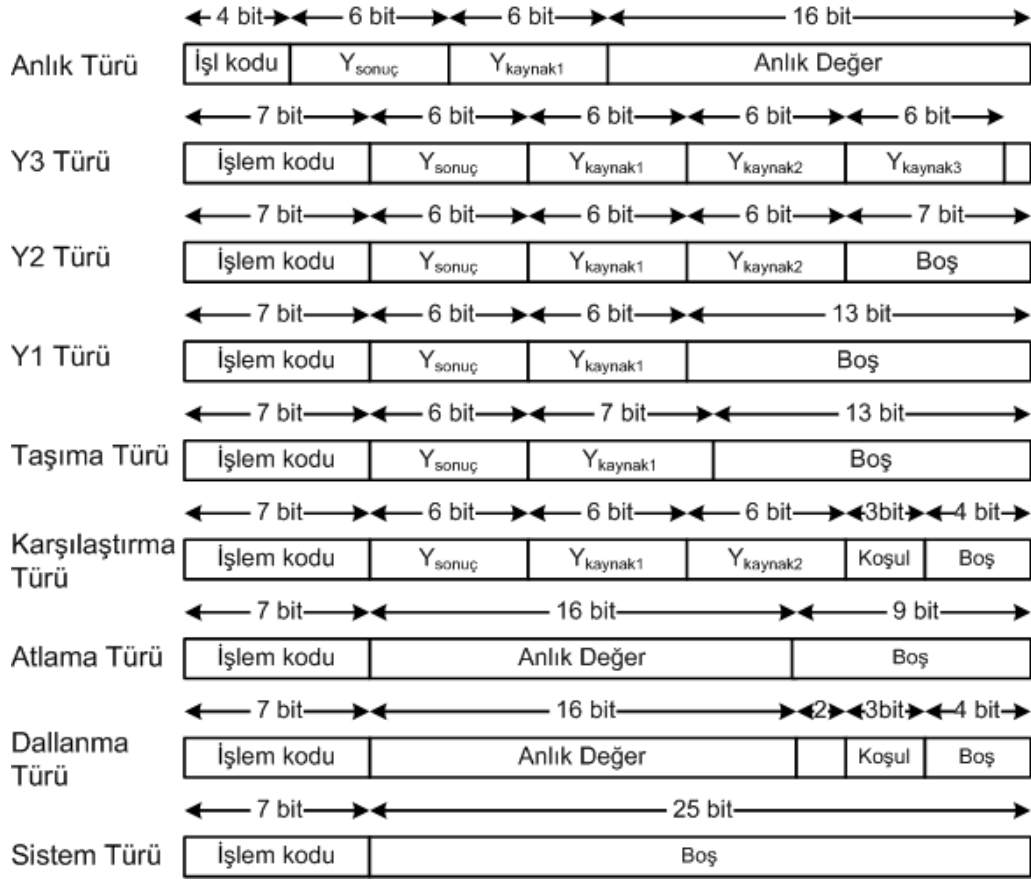 4 bit 6 bit 6 bit 16 bit
Anlık Türü İşl kodu Ysonuç Ykaynak1 Anlık Değer
7 bit 6 bit 6 bit 6 bit 6 bit
Y3 Türü İşlem kodu Ysonuç Ykaynak1 Ykaynak2 Ykaynak3
7 bit 6 bit 6 bit 6 bit 7 bit
Y2 Türü İşlem kodu Ysonuç Ykaynak1 Ykaynak2 Boş
7 bit 6 bit 6 bit 13 bit
Y1 Türü İşlem kodu Ysonuç Ykaynak1 Boş
7 bit 6 bit 7 bit 13 bit
Taşıma Türü İşlem kodu Ysonuç Ykaynak1 Boş
7 bit 6 bit 6 bit 6 bit 3bit 4 bit
Karşılaştırma
Türü İşlem kodu Ysonuç Ykaynak1 Ykaynak2 Koşul Boş
7 bit 16 bit 9 bit
Atlama Türü İşlem kodu Anlık Değer Boş
7 bit 16 bit 2 3bit 4 bit
Dallanma
Türü İşlem kodu Anlık Değer Koşul Boş
7 bit 25 bit
Sistem Türü İşlem kodu Boş